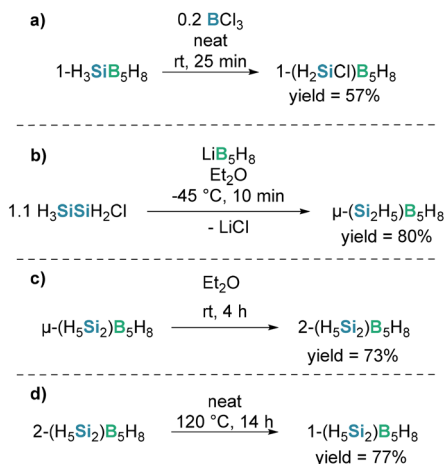 a)
0.2 BCl₃
neat
rt, 25 min
1-H₃SiB₅H₈
1-(H₂SiCl)B₅H₈
yield = 57%
b)
LiB₅H₈
Et₂O
-45 °C, 10 min
1.1 H₃SiSiH₂Cl
- LiCl
μ-(Si₂H₅)B₅H₈
yield = 80%
c)
Et₂O
rt, 4 h
μ-(H₅Si₂)B₅H₈
2-(H₅Si₂)B₅H₈
yield = 73%
d)
neat
120 °C, 14 h
2-(H₅Si₂)B₅H₈
1-(H₅Si₂)B₅H₈
yield = 77%